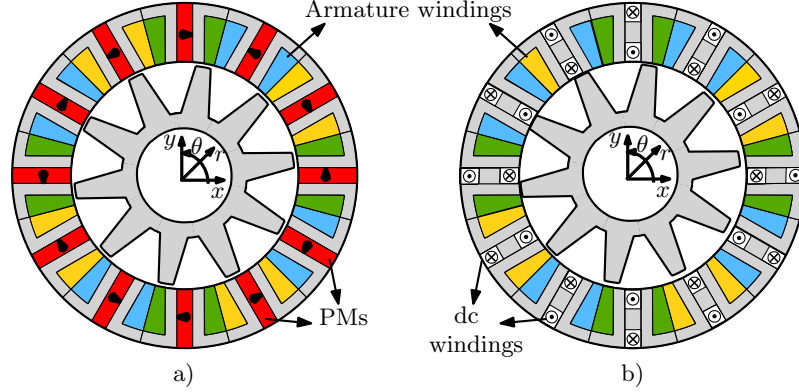 Armature windings
y θ r
x
y θ r
x
PMs
dc
windings
a)
b)